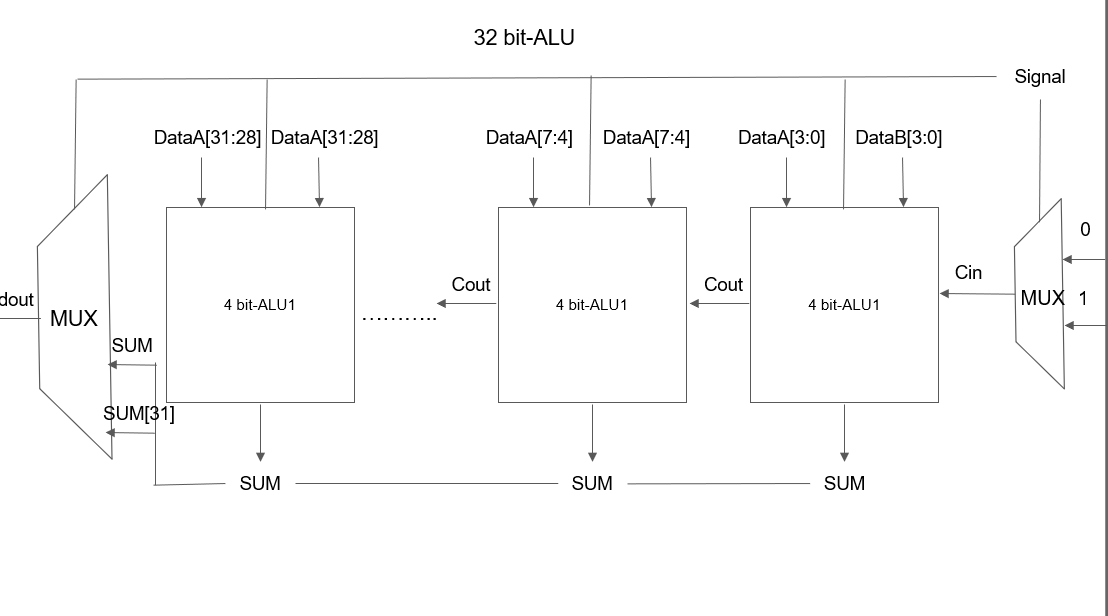 32 bit-ALU
Signal
DataA[31:28] DataA[31:28] DataA[7:4] DataA[7:4] DataA[3:0] DataB[3:0]
0
Cin
Cout Cout
dout
MUX 1
4 bit-ALU1 ........... 4 bit-ALU1 4 bit-ALU1
MUX
SUM
SUM[31]
SUM SUM SUM